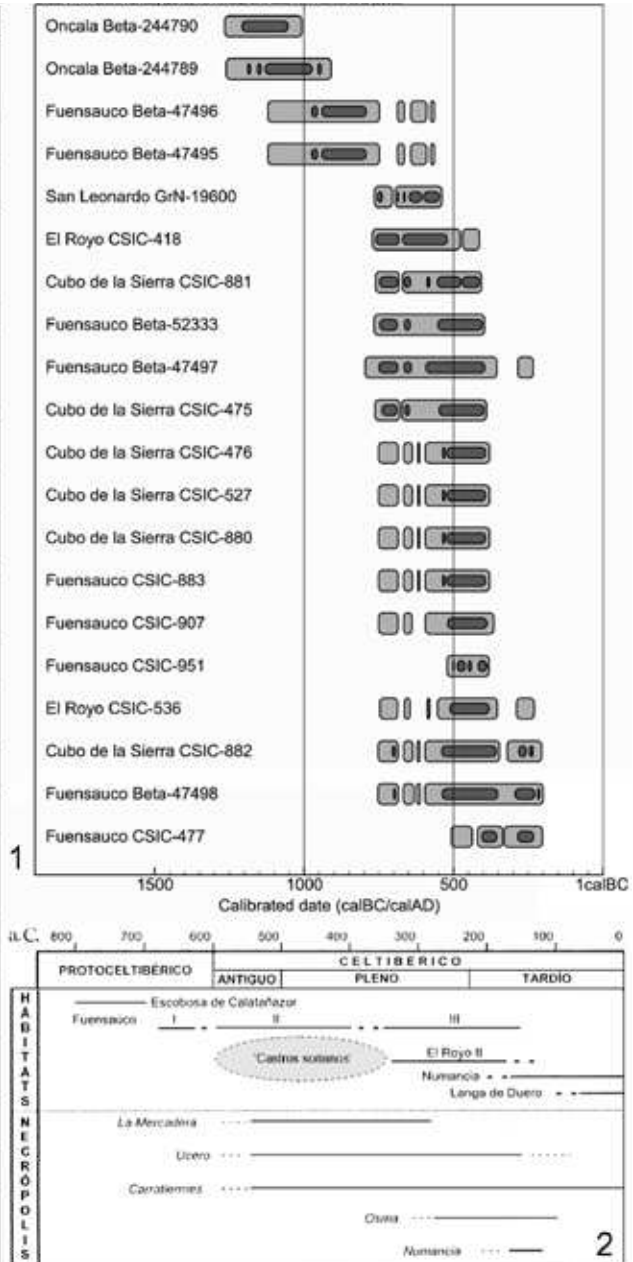 Oncala Beta-244790
Oncala Beta-244789
Fuensauco Beta-47496
Fuensauco Beta-47495
San Leonardo GrN-19600
El Royo CSIC-418
Cubo de la Sierra CSIC-881
Fuensauco Beta-52333
Fuensauco Beta-47497
Cubo de la Sierra CSIC-475
Cubo de la Sierra CSIC-476
Cubo de la Sierra CSIC-527
Cubo de la Sierra CSIC-880
Fuensauco CSIC-883
Fuensauco CSIC-907
Fuensauco CSIC-951
El Royo CSIC-536
Cubo de la Sierra CSIC-882
Fuensauco Beta-47498
Fuensauco CSIC-477
1
1500 1000 500 1calBC
Calibrated date (calBC/calAD)
a.C. 800 700 600 500 400 300 200 100 0
PROTOCELTIBÉRICO CELTIBERICO
ANTIGUO PLENO TARDÍO
HABITATS
Escobosa de Calatañazor
Fuensauco I II III
'Castros sorianos'
El Royo II
Numancia
Langa de Duero
NECRÓPOLIS
La Mercadera
Ucero
Carratiermes
Osma
Numancia
2